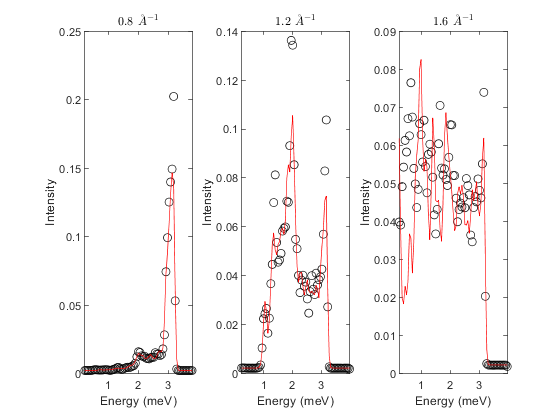 0.8 Å⁻¹
1.2 Å⁻¹
1.6 Å⁻¹
0.25
0.2
0.15
0.1
0.05
0
Intensity
1 2 3
Energy (meV)
0.14
0.12
0.1
0.08
0.06
0.04
0.02
0
Intensity
1 2 3
Energy (meV)
0.09
0.08
0.07
0.06
0.05
0.04
0.03
0.02
0.01
0
Intensity
1 2 3
Energy (meV)